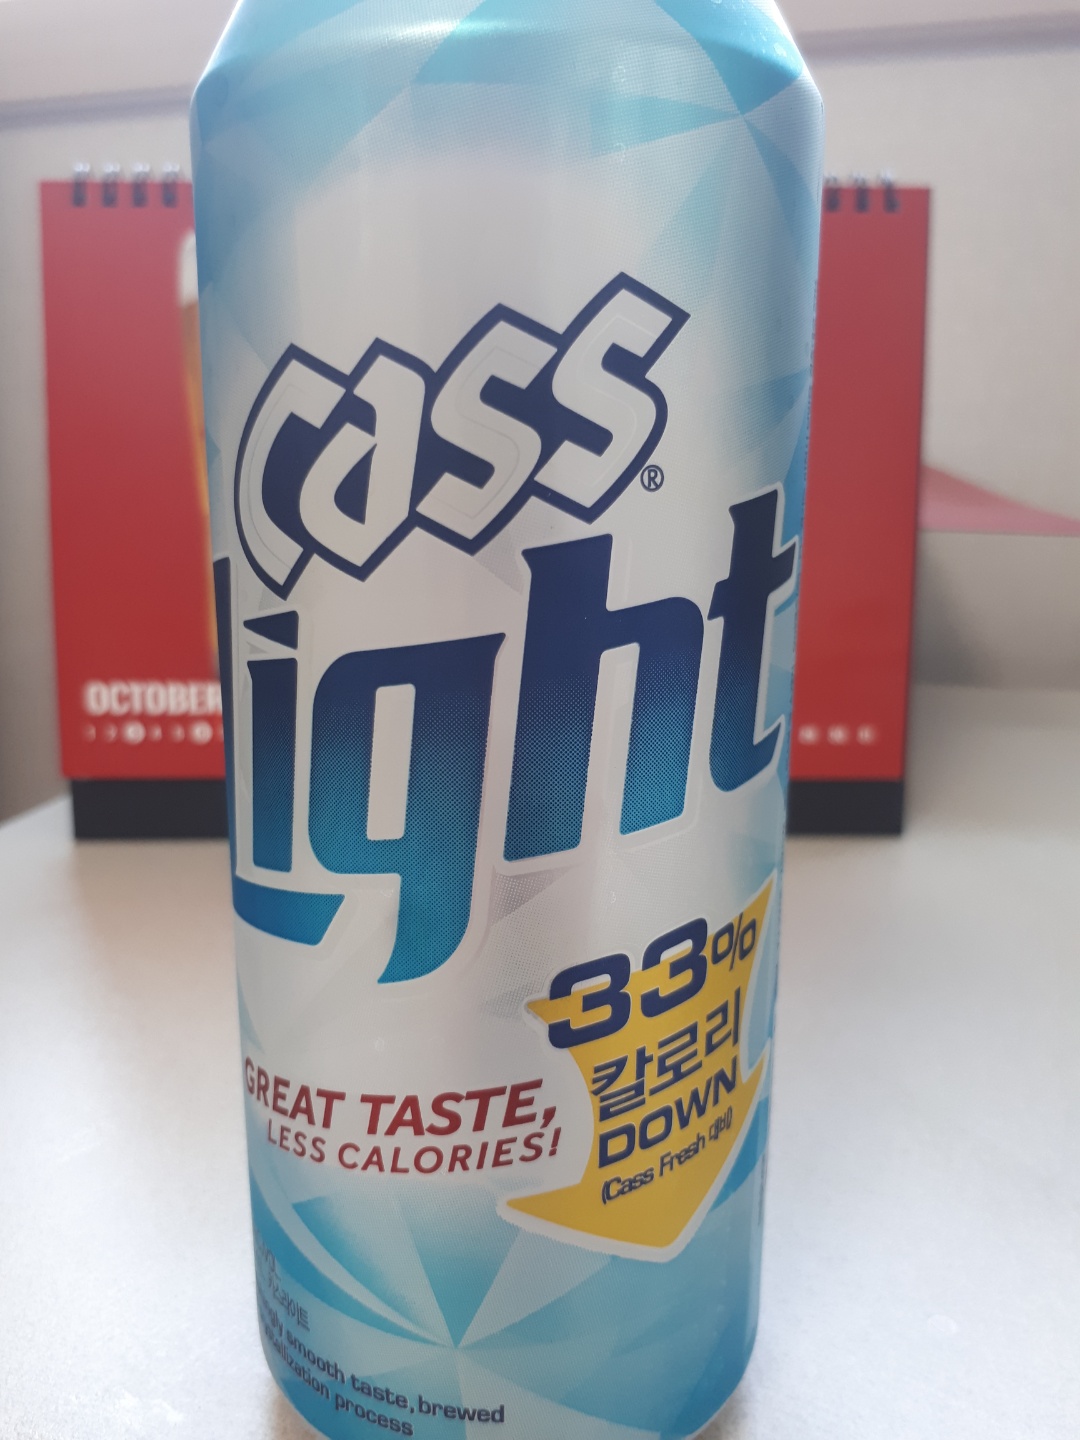 cass®
Light
33%
칼로리
DOWN
(Cass Fresh 대비)
GREAT TASTE,
LESS CALORIES!
smooth taste, brewed
process
OCTOBER